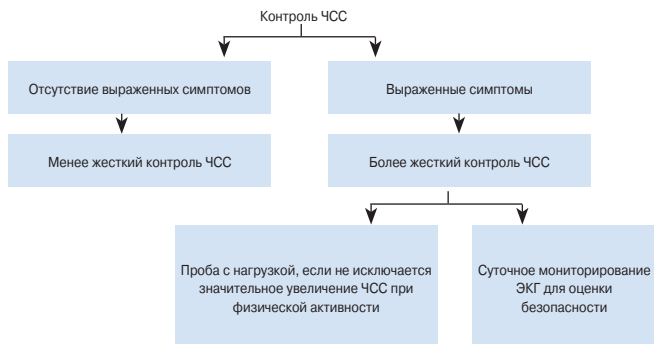 Контроль ЧСС
Отсутствие выраженных симптомов
Выраженные симптомы
Менее жесткий контроль ЧСС
Более жесткий контроль ЧСС
Проба с нагрузкой, если не исключается
значительное увеличение ЧСС при
физической активности
Суточное мониторирование
ЭКГ для оценки
безопасности